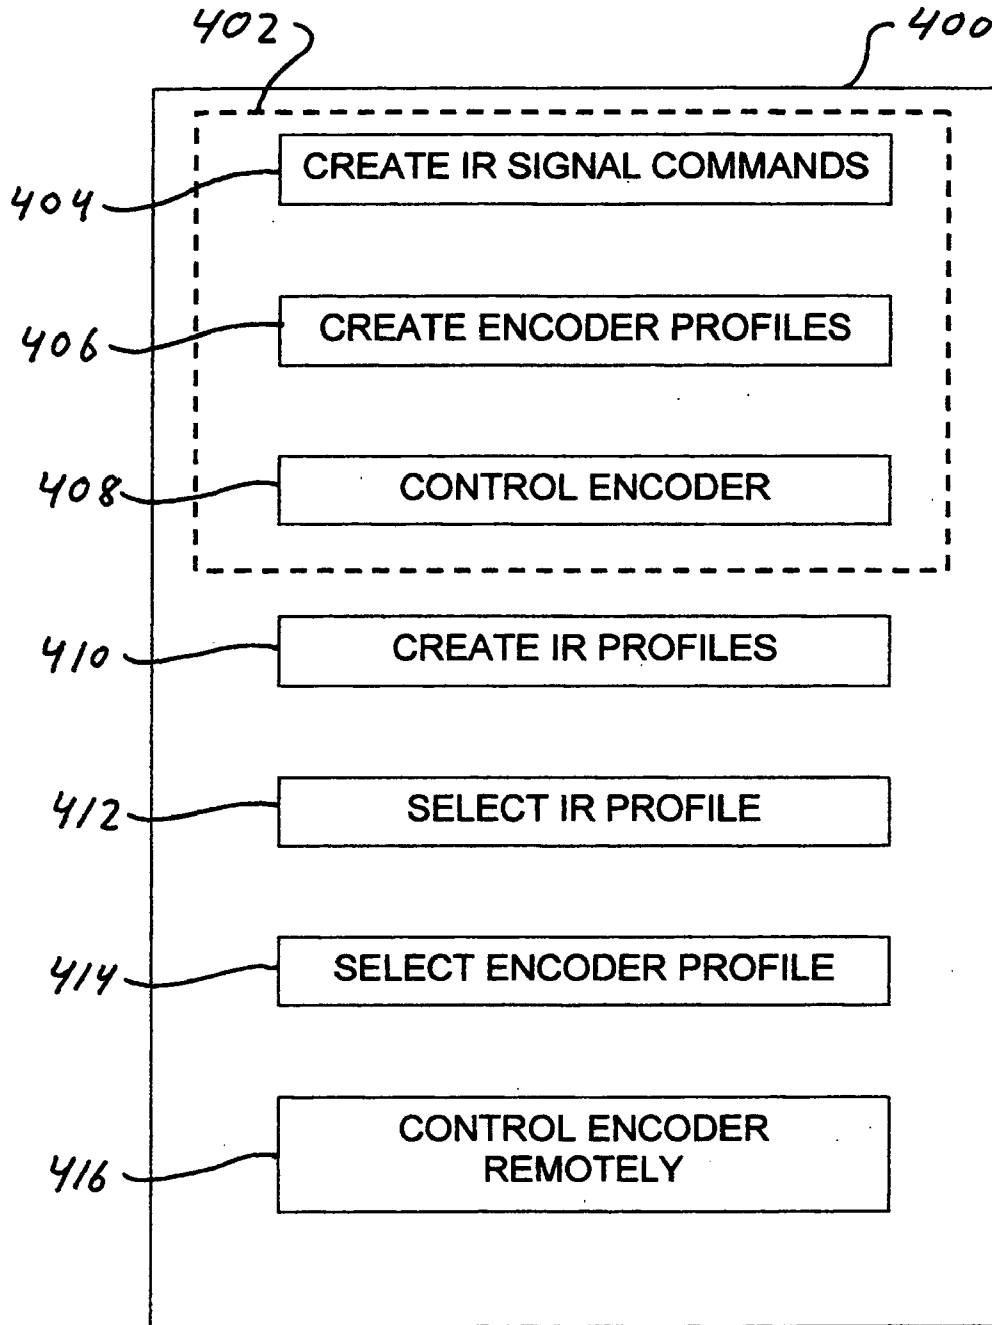 402
400
404
CREATE IR SIGNAL COMMANDS
406
CREATE ENCODER PROFILES
408
CONTROL ENCODER
410
CREATE IR PROFILES
412
SELECT IR PROFILE
414
SELECT ENCODER PROFILE
416
CONTROL ENCODER
REMOTELY